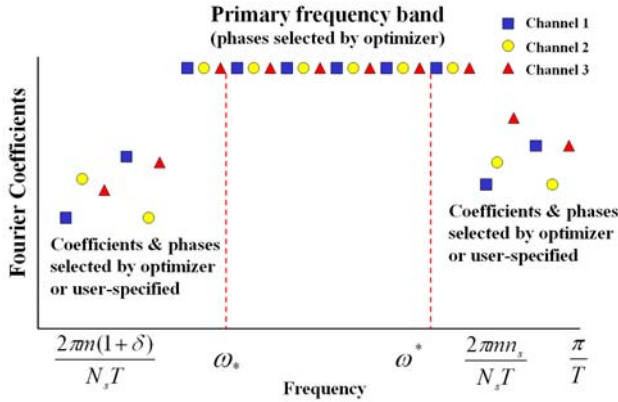 Primary frequency band
(phases selected by optimizer)
Channel 1
Channel 2
Channel 3
Fourier Coefficients
Coefficients & phases
selected by optimizer
or user-specified
Coefficients & phases
selected by optimizer
or user-specified
2πm(1+δ)
N_sT
ω_*
ω^*
2πmn_s
N_sT
π
T
Frequency